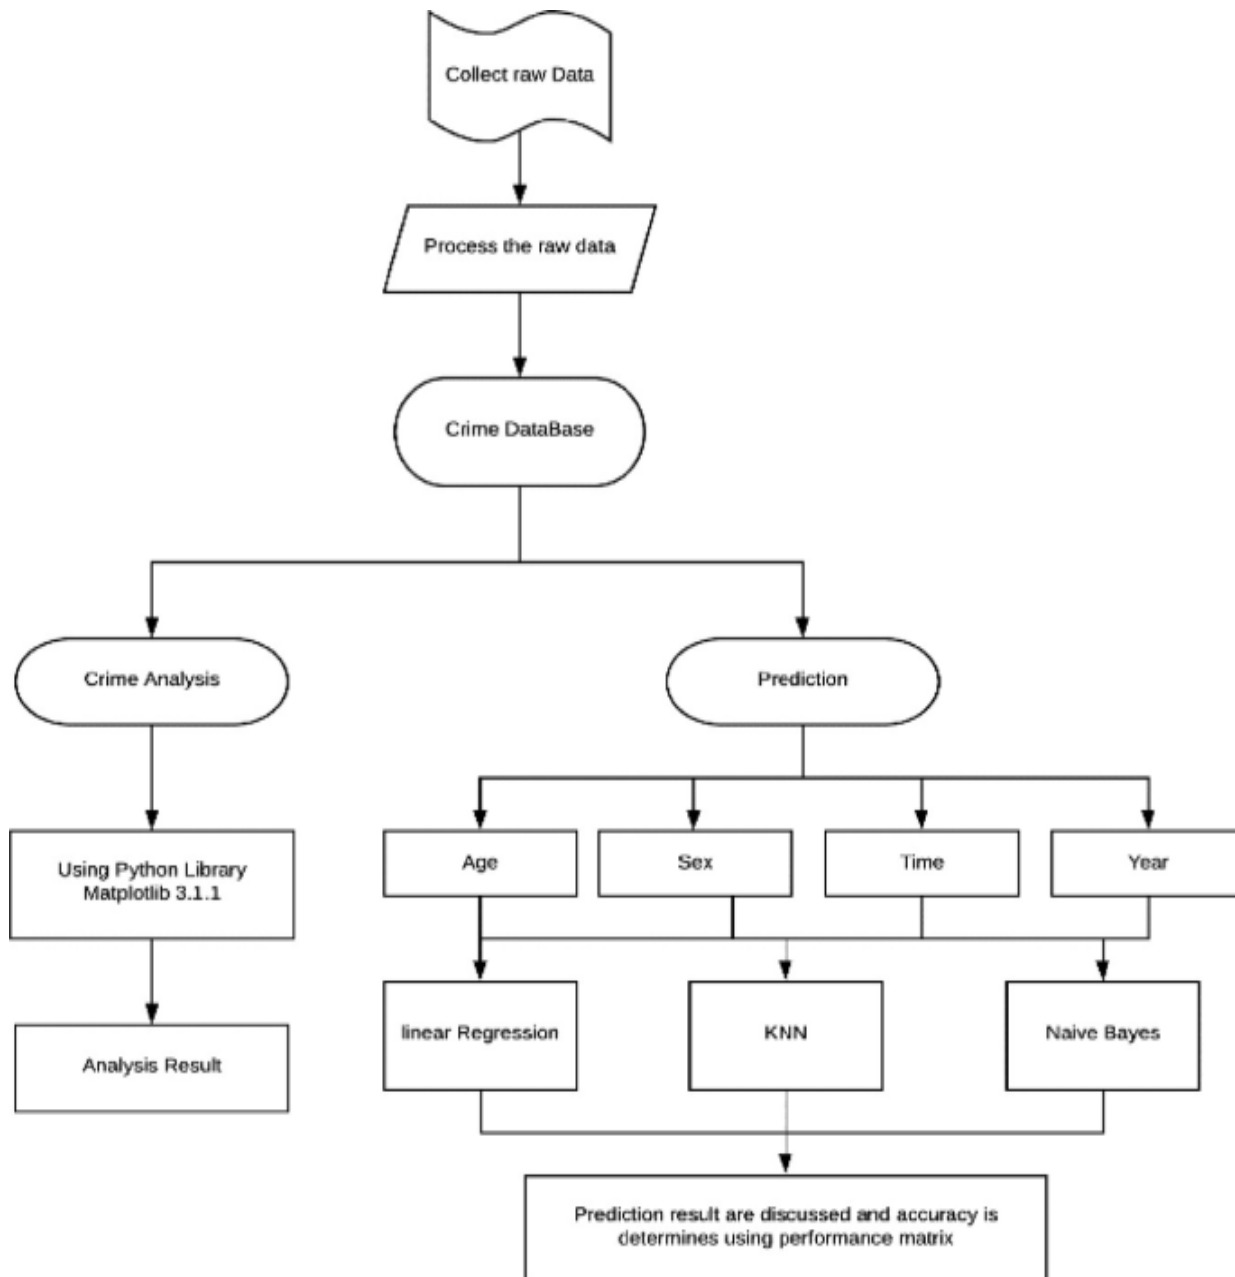 Collect raw Data
Process the raw data
Crime DataBase
Crime Analysis
Prediction
Using Python Library
Matplotlib 3.1.1
Age
Sex
Time
Year
Analysis Result
linear Regression
KNN
Naive Bayes
Prediction result are discussed and accuracy is
determines using performance matrix